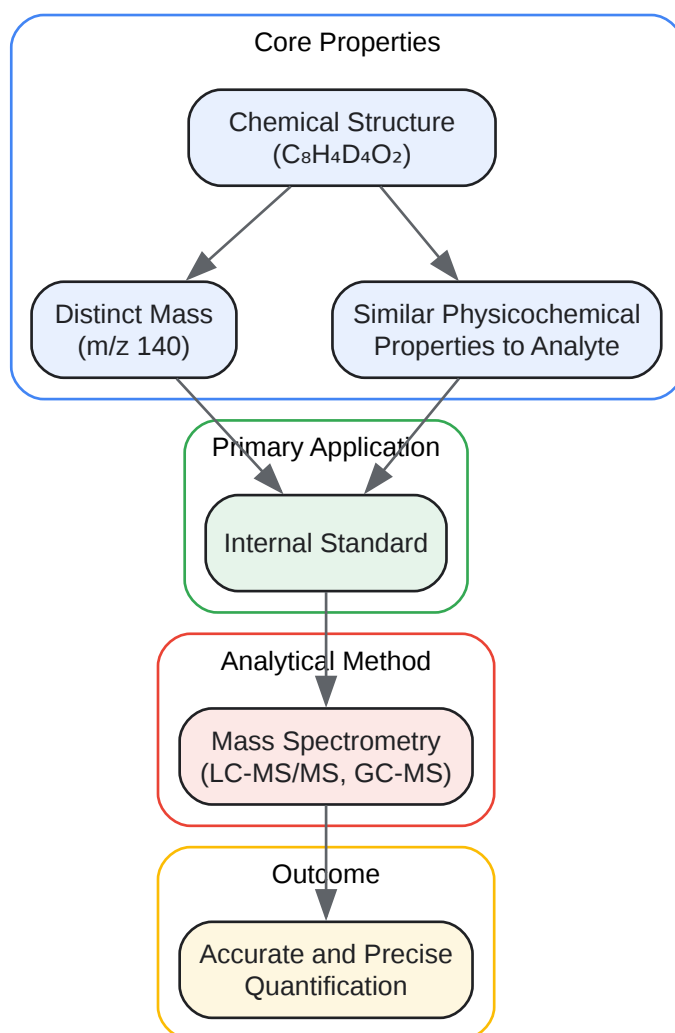 Core Properties
Chemical Structure
(C₈H₄D₄O₂)
Distinct Mass
(m/z 140)
Similar Physicochemical
Properties to Analyte
Primary Application
Internal Standard
Analytical Method
Mass Spectrometry
(LC-MS/MS, GC-MS)
Outcome
Accurate and Precise
Quantification